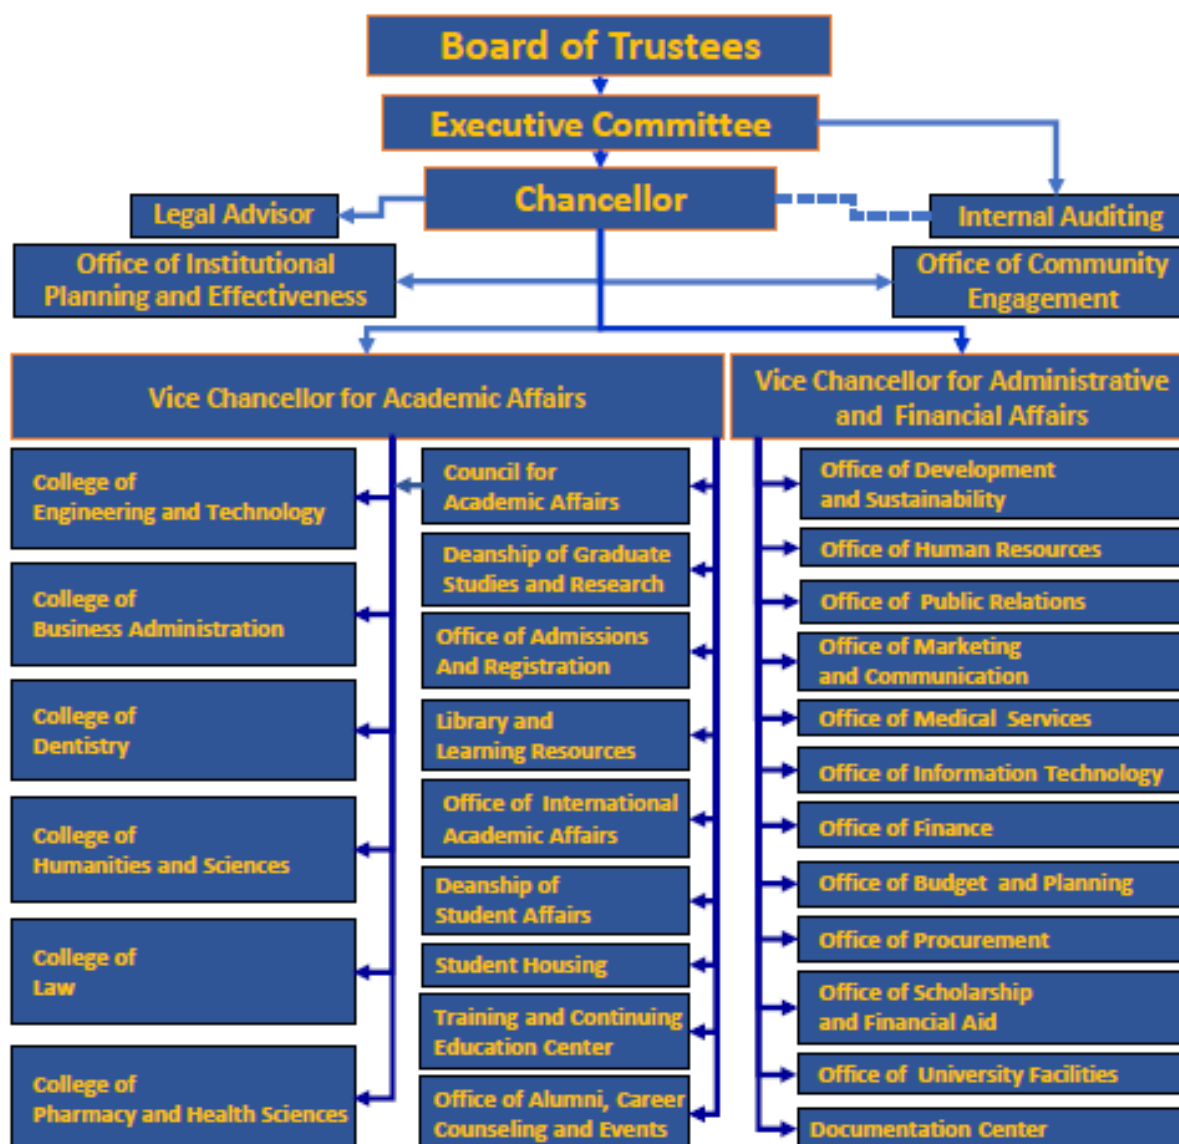 Board of Trustees
Executive Committee
Chancellor
Legal Advisor
Internal Auditing
Office of Institutional
Planning and Effectiveness
Office of Community
Engagement
Vice Chancellor for Academic Affairs
Vice Chancellor for Administrative
and Financial Affairs
College of
Engineering and Technology
College of
Business Administration
College of
Dentistry
College of
Humanities and Sciences
College of
Law
College of
Pharmacy and Health Sciences
Council for
Academic Affairs
Deanship of Graduate
Studies and Research
Office of Admissions
And Registration
Library and
Learning Resources
Office of International
Academic Affairs
Deanship of
Student Affairs
Student Housing
Training and Continuing
Education Center
Office of Alumni, Career
Counseling and Events
Office of Development
and Sustainability
Office of Human Resources
Office of Public Relations
Office of Marketing
and Communication
Office of Medical Services
Office of Information Technology
Office of Finance
Office of Budget and Planning
Office of Procurement
Office of Scholarship
and Financial Aid
Office of University Facilities
Documentation Center